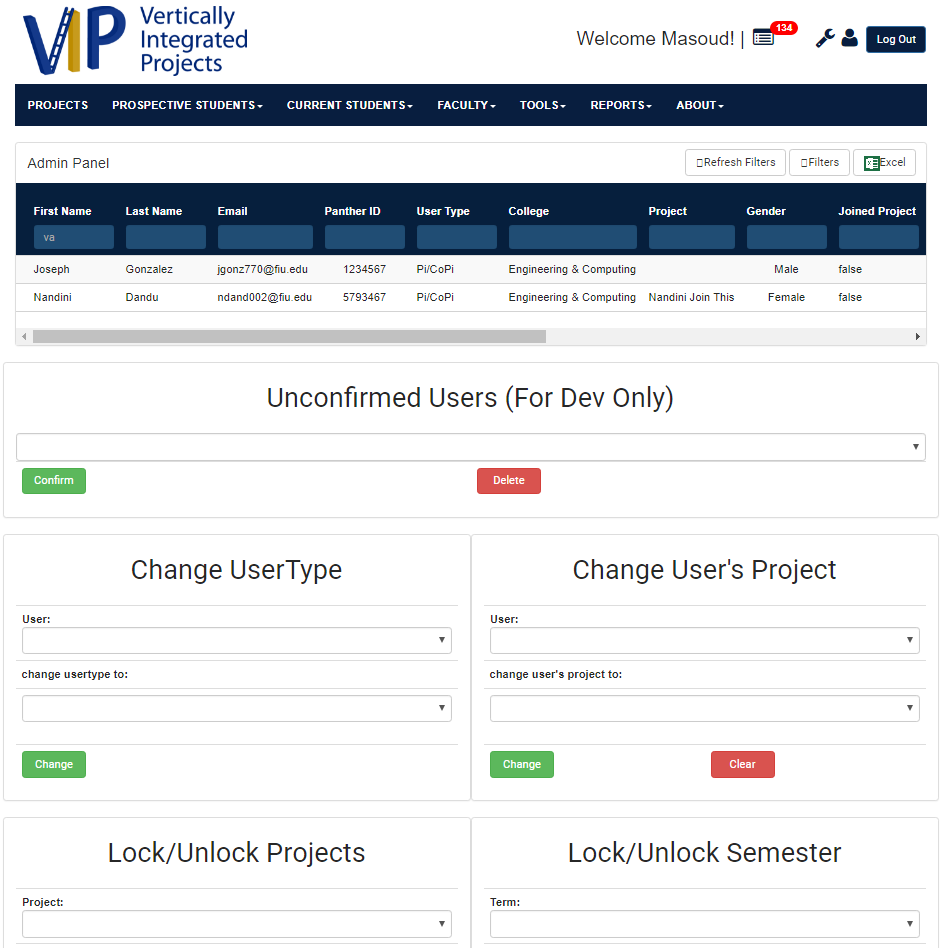 VIP Vertically
Integrated
Projects
Welcome Masoud! | 134 Log Out
PROJECTS PROSPECTIVE STUDENTS CURRENT STUDENTS FACULTY TOOLS REPORTS ABOUT
Admin Panel Refresh Filters Filters Excel
First Name Last Name Email Panther ID User Type College Project Gender Joined Project
va
Joseph Gonzalez jgonz770@fiu.edu 1234567 Pi/CoPi Engineering & Computing Male false
Nandini Dandu ndand002@fiu.edu 5793467 Pi/CoPi Engineering & Computing Nandini Join This Female false
Unconfirmed Users (For Dev Only)
Confirm Delete
Change UserType
User:
change usertype to:
Change
Change User's Project
User:
change user's project to:
Change Clear
Lock/Unlock Projects
Project:
Lock/Unlock Semester
Term: